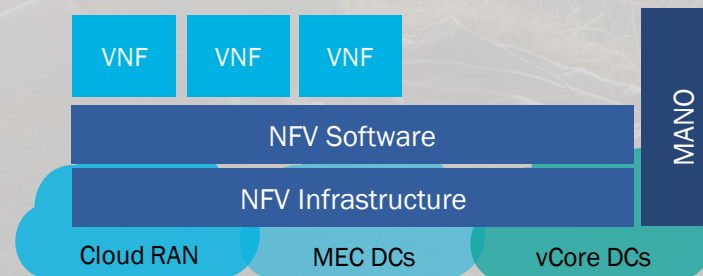 VNF VNF VNF
MANO
NFV Software
NFV Infrastructure
Cloud RAN MEC DCs vCore DCs